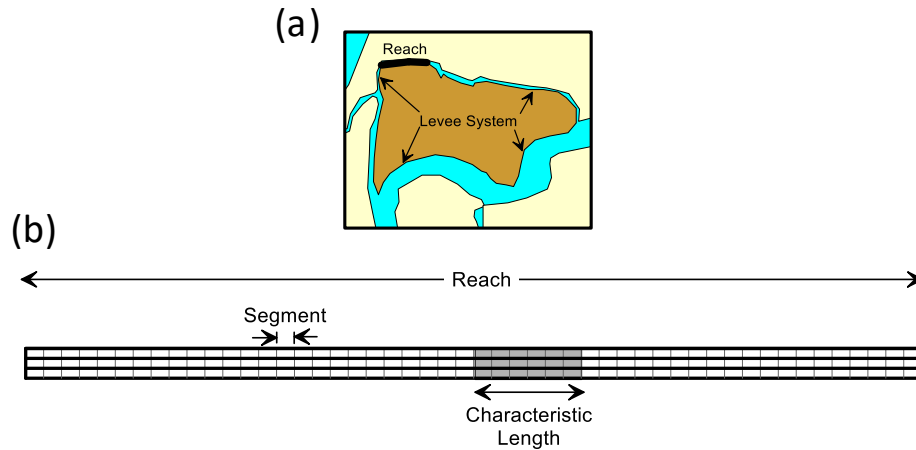 (a)
Reach
Levee System
(b)
Reach
Segment
Characteristic
Length